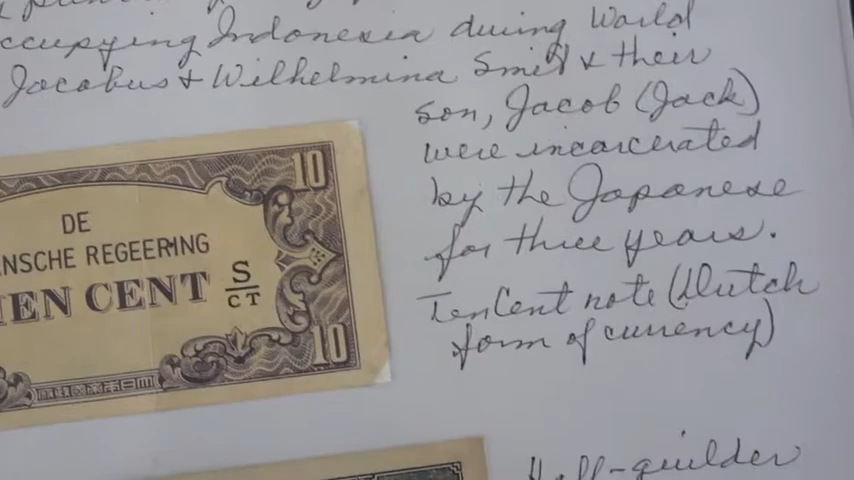 occupying Indonesia during World
Jacobus & Wilhelmina Smit & their
son, Jacob (Jack)
were incarcerated
by the Japanese
for three years.
Ten Cent note (Dutch
form of currency)
10
DE
NSCHE REGEERING
IEN CENT
S/CT
10
Half-guilder